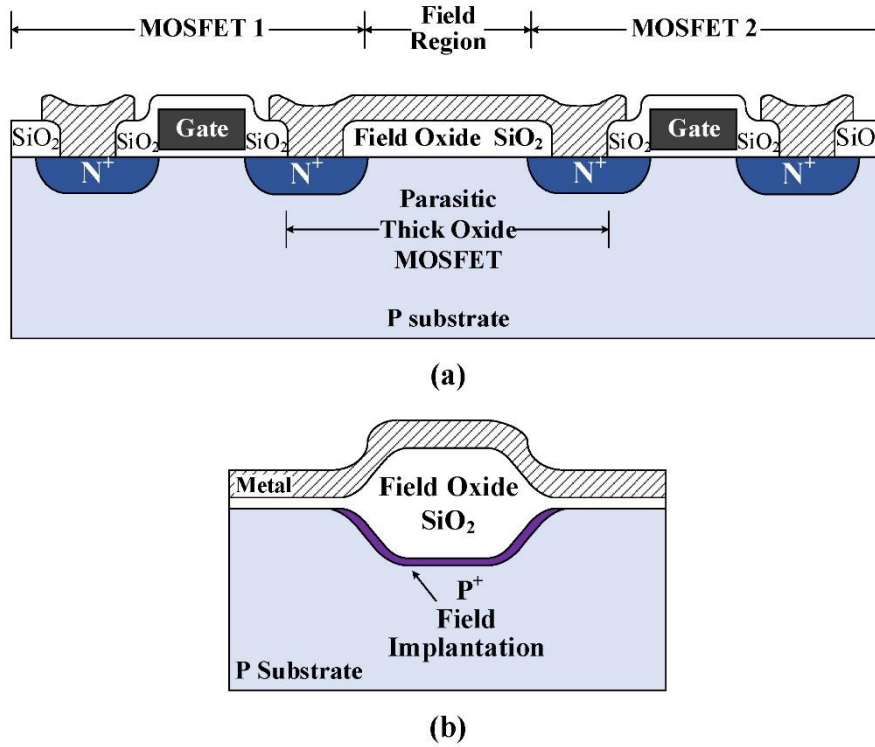 MOSFET 1
Field
Region
MOSFET 2
SiO₂
SiO₂
Gate
SiO₂
Field Oxide SiO₂
SiO₂
Gate
SiO₂
SiO
N⁺
N⁺
N⁺
N⁺
Parasitic
Thick Oxide
MOSFET
P substrate
(a)
Metal
Field Oxide
SiO₂
P⁺
Field
Implantation
P Substrate
(b)